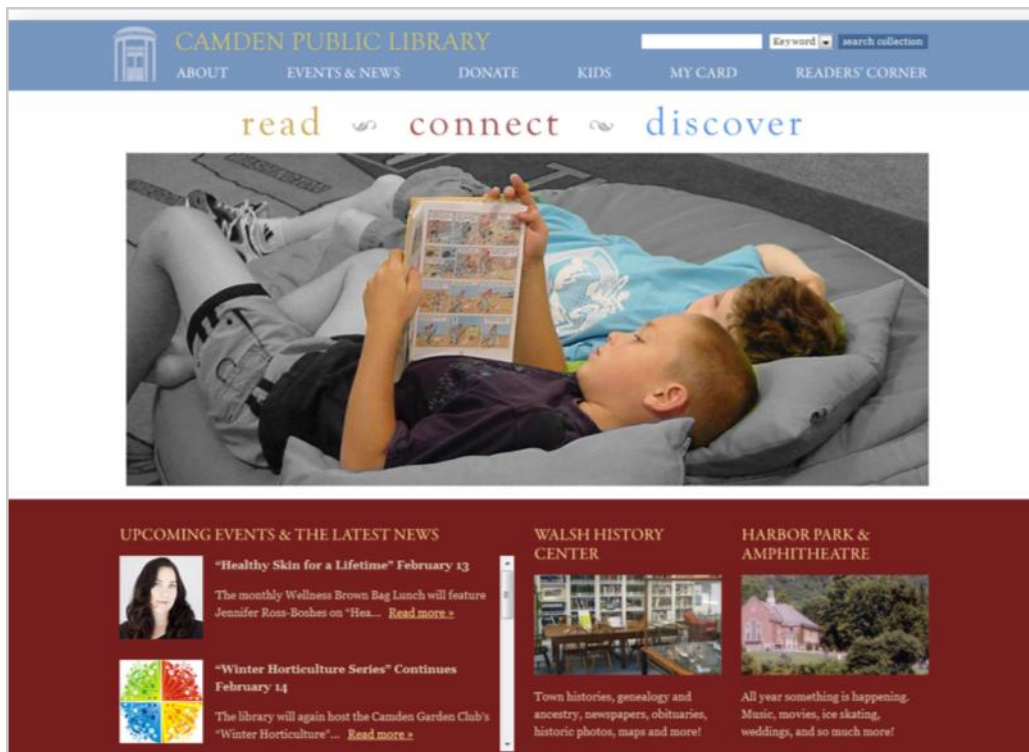 CAMDEN PUBLIC LIBRARY
Keyword
search collection
ABOUT
EVENTS & NEWS
DONATE
KIDS
MY CARD
READERS' CORNER
read connect discover
UPCOMING EVENTS & THE LATEST NEWS
“Healthy Skin for a Lifetime” February 13
The monthly Wellness Brown Bag Lunch will feature
Jennifer Ross-Boshes on “Hea... Read more »
“Winter Horticulture Series” Continues
February 14
The library will again host the Camden Garden Club's
“Winter Horticulture”... Read more »
WALSH HISTORY
CENTER
Town histories, genealogy and
ancestry, newspapers, obituaries,
historic photos, maps and more!
HARBOR PARK &
AMPHITHEATRE
All year something is happening.
Music, movies, ice skating,
weddings, and so much more!